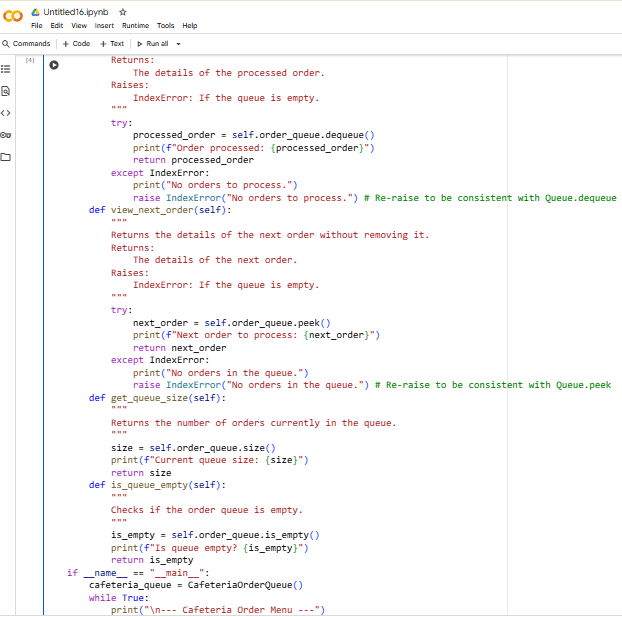 Untitled16.ipynb
File Edit View Insert Runtime Tools Help
Commands + Code + Text Run all
[4]
Returns:
The details of the processed order.
Raises:
IndexError: If the queue is empty.
"""
try:
processed_order = self.order_queue.dequeue()
print(f"Order processed: {processed_order}")
return processed_order
except IndexError:
print("No orders to process.")
raise IndexError("No orders to process.") # Re-raise to be consistent with Queue.dequeue
def view_next_order(self):
"""
Returns the details of the next order without removing it.
Returns:
The details of the next order.
Raises:
IndexError: If the queue is empty.
"""
try:
next_order = self.order_queue.peek()
print(f"Next order to process: {next_order}")
return next_order
except IndexError:
print("No orders in the queue.")
raise IndexError("No orders in the queue.") # Re-raise to be consistent with Queue.peek
def get_queue_size(self):
"""
Returns the number of orders currently in the queue.
"""
size = self.order_queue.size()
print(f"Current queue size: {size}")
return size
def is_queue_empty(self):
"""
Checks if the order queue is empty.
"""
is_empty = self.order_queue.is_empty()
print(f"Is queue empty? {is_empty}")
return is_empty
if __name__ == "__main__":
cafeteria_queue = CafeteriaOrderQueue()
while True:
print("\n--- Cafeteria Order Menu ---")